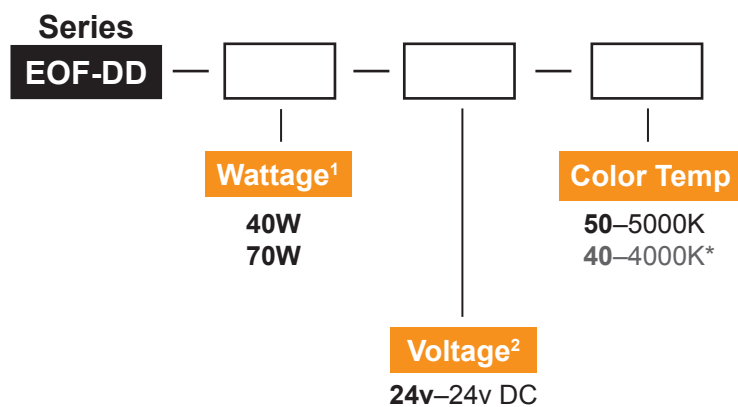 Series
EOF-DD — — —
Wattage¹
40W
70W
Voltage²
24v–24v DC
Color Temp
50–5000K
40–4000K*